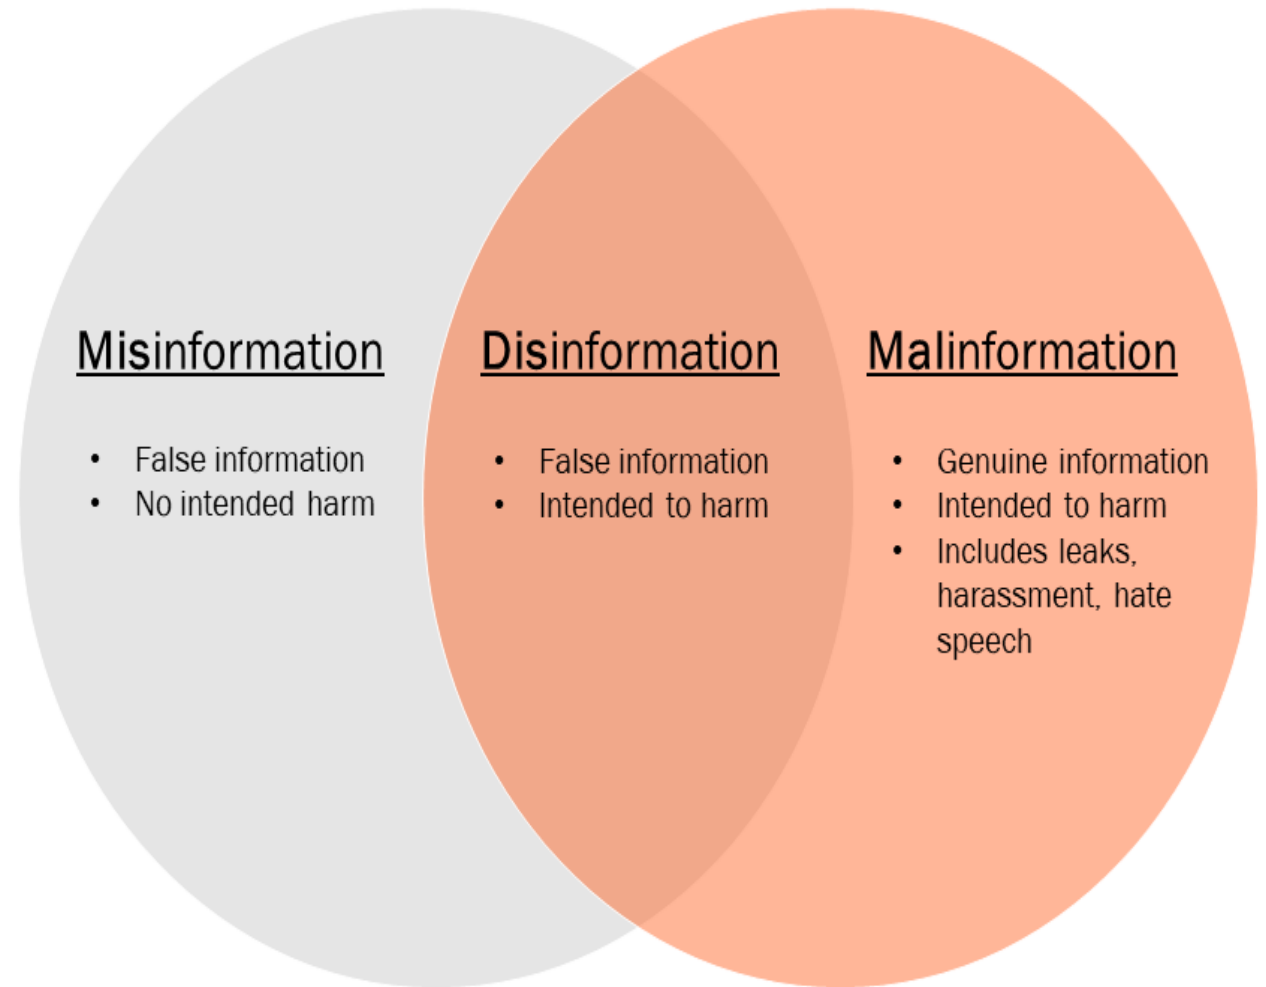 Misinformation
• False information
• No intended harm
Disinformation
• False information
• Intended to harm
Malinformation
• Genuine information
• Intended to harm
• Includes leaks,
harassment, hate
speech